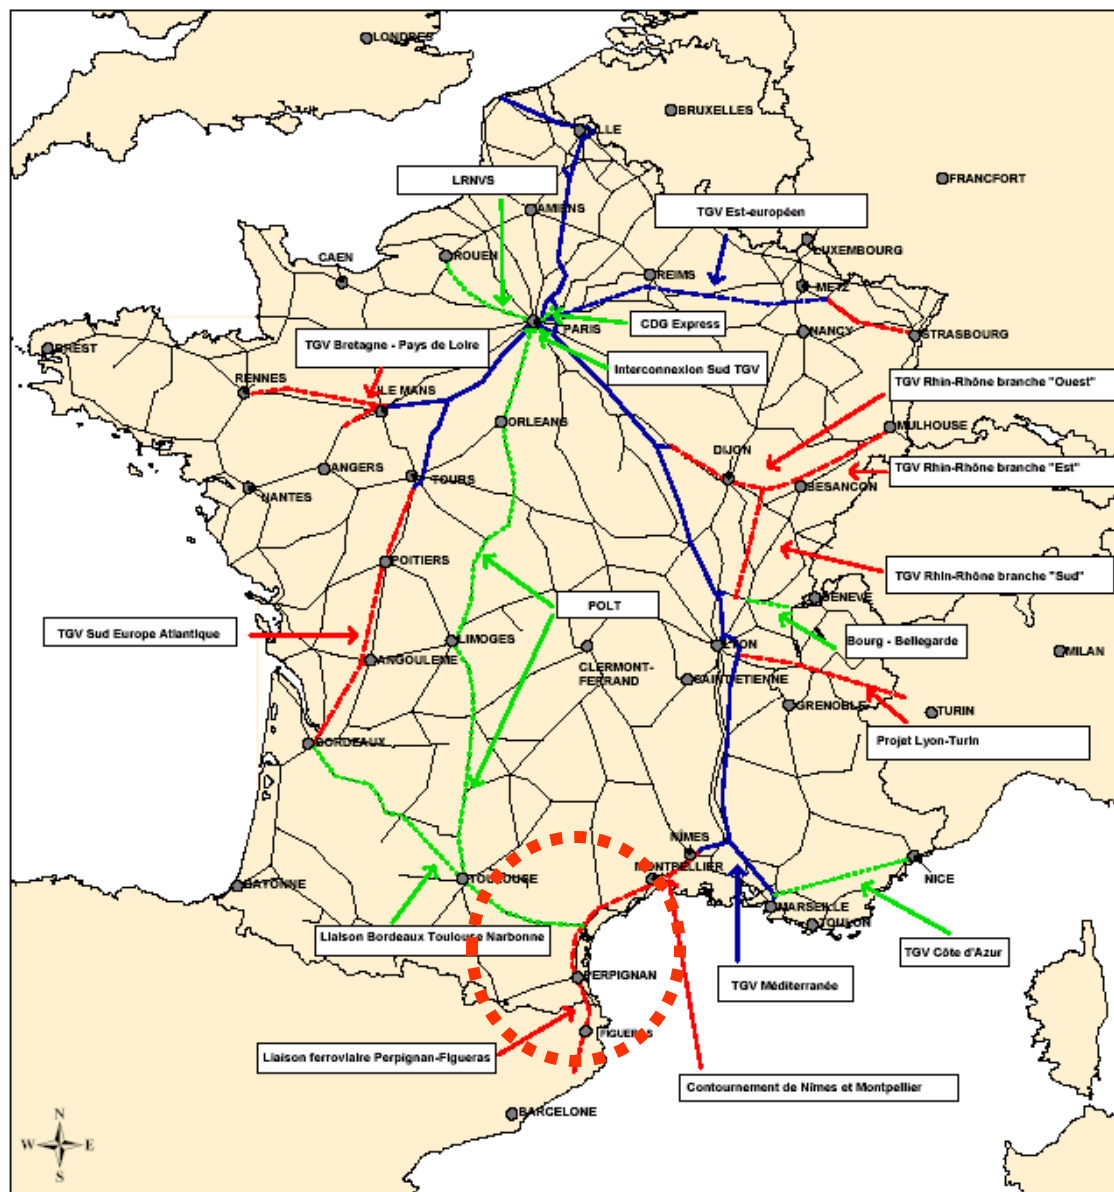 LONDRES
BRUXELLES
LILLE
FRANCFORT
LRNVS
AMIENS
TGV Est-européen
LUXEMBOURG
ROUEN
CAEN
REIMS
METZ
CDG Express
PARIS
NANCY
STRASBOURG
BREST
TGV Bretagne - Pays de Loire
Interconnexion Sud TGV
RENNES
LE MANS
TGV Rhin-Rhône branche "Ouest"
ORLEANS
MULHOUSE
DIJON
ANGERS
TGV Rhin-Rhône branche "Est"
TOURS
BESANCON
NANTES
POITIERS
TGV Rhin-Rhône branche "Sud"
GENEVE
POLT
TGV Sud Europe Atlantique
LIMOGES
Bourg - Bellegarde
LYON
MILAN
ANGOULEME
CLERMONT-
FERRAND
SAINT ETIENNE
GRENOBLE
TURIN
Projet Lyon-Turin
BORDEAUX
NÎMES
MONTPELLIER
NICE
BAYONNE
TOULOUSE
MARSEILLE
TOULON
Liaison Bordeaux Toulouse Narbonne
TGV Côte d'Azur
PERPIGNAN
TGV Méditerranée
FIGUERAS
Liaison ferroviaire Perpignan-Figueras
Contournement de Nîmes et Montpellier
BARCELONE
N
W E
S